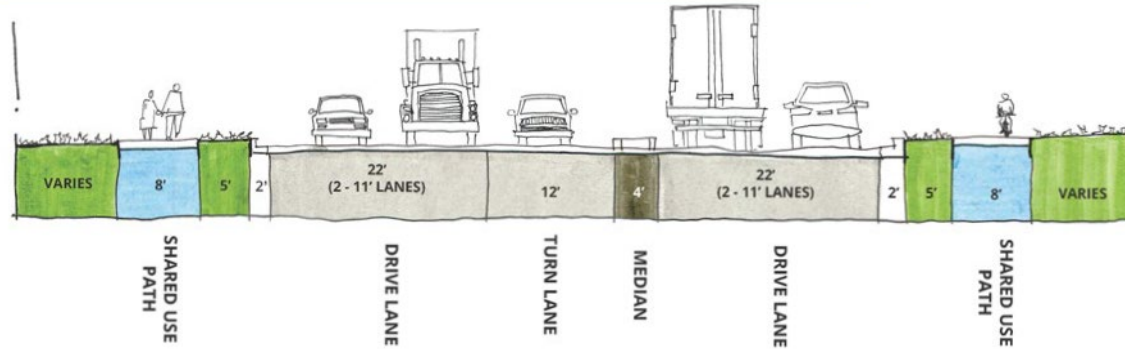 VARIES
8'
5'
2'
22'
(2 - 11' LANES)
12'
4'
22'
(2 - 11' LANES)
2'
5'
8'
VARIES
SHARED USE
PATH
DRIVE LANE
TURN LANE
MEDIAN
DRIVE LANE
SHARED USE
PATH